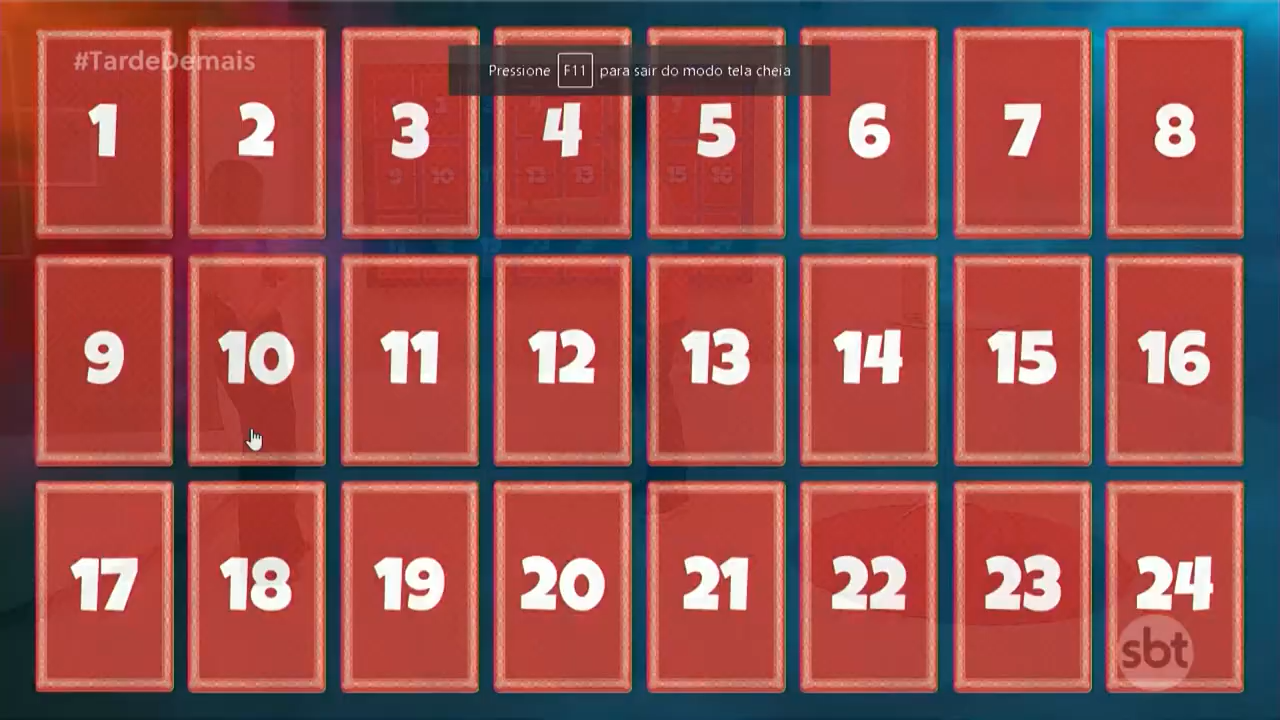 #TardeDemais
Pressione F11 para sair do modo tela cheia
1 2 3 4 5 6 7 8
9 10 11 12 13 14 15 16
17 18 19 20 21 22 23 24
sbt